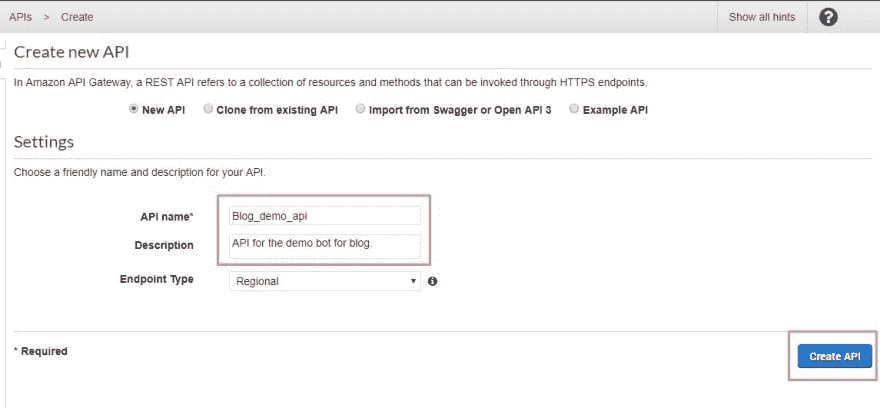 APIs > Create Show all hints ?
Create new API
In Amazon API Gateway, a REST API refers to a collection of resources and methods that can be invoked through HTTPS endpoints.
New API Clone from existing API Import from Swagger or Open API 3 Example API
Settings
Choose a friendly name and description for your API.
API name* Blog_demo_api
Description API for the demo bot for blog.
Endpoint Type Regional
* Required Create API